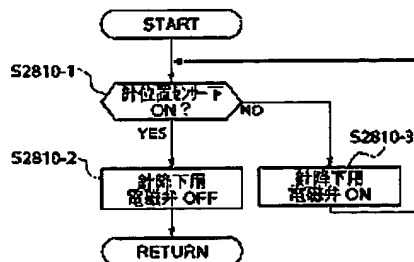 START
S2810-1
針位置センサー下
ON?
NO
YES
S2810-3
S2810-2
針降下用
電磁弁 OFF
針降下用
電磁弁 ON
RETURN